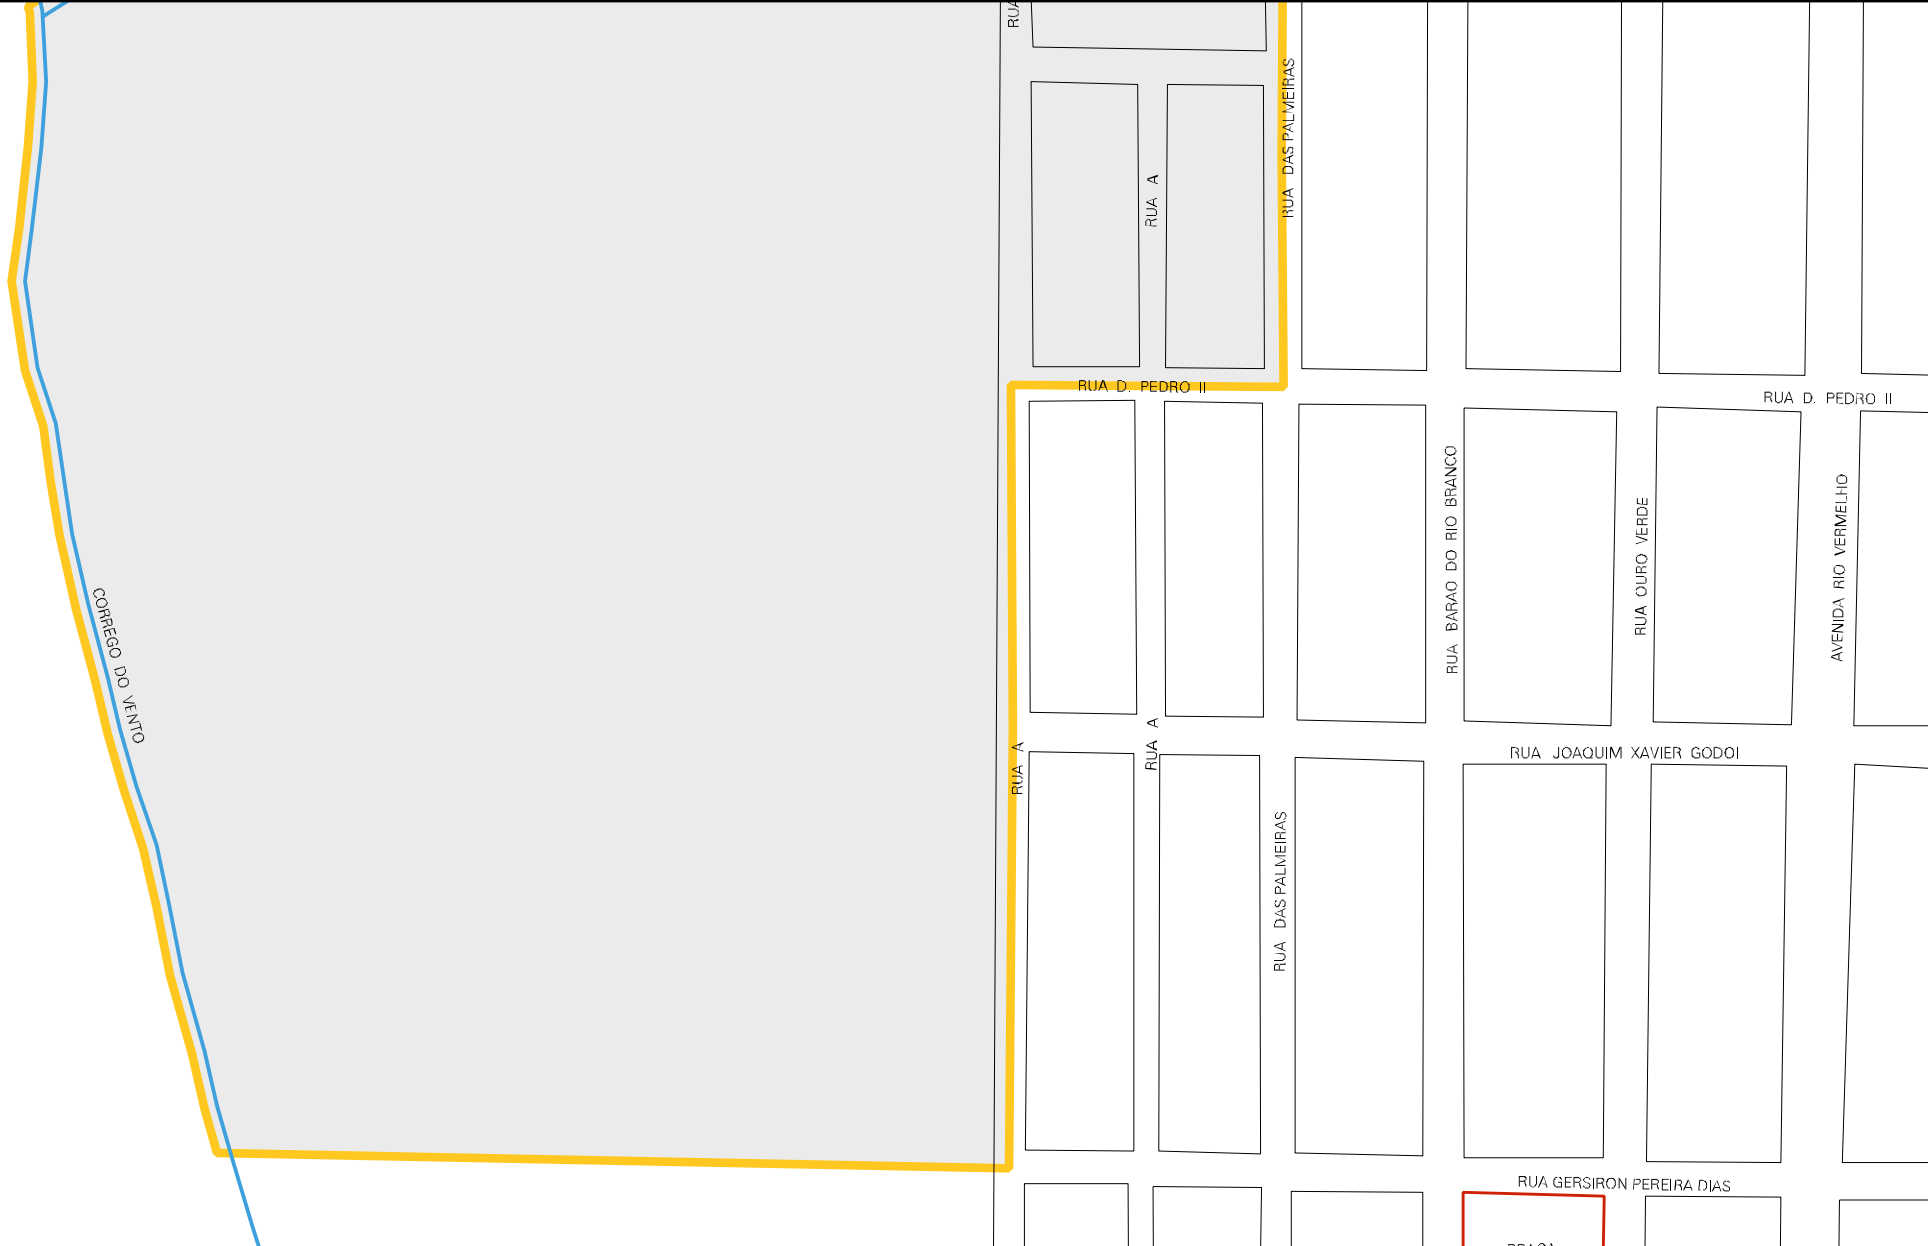 RUA
RUA DAS PALMEIRAS
RUA A
RUA D. PEDRO II
RUA D. PEDRO II
RUA BARAO DO RIO BRANCO
RUA OURO VERDE
AVENIDA RIO VERMELHO
CORREGO DO VENTO
RUA A
RUA A
RUA JOAQUIM XAVIER GODOI
RUA DAS PALMEIRAS
RUA GERSIRON PEREIRA DIAS